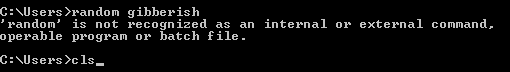 C:\Users>random gibberish
'random' is not recognized as an internal or external command,
operable program or batch file.
C:\Users>cls_